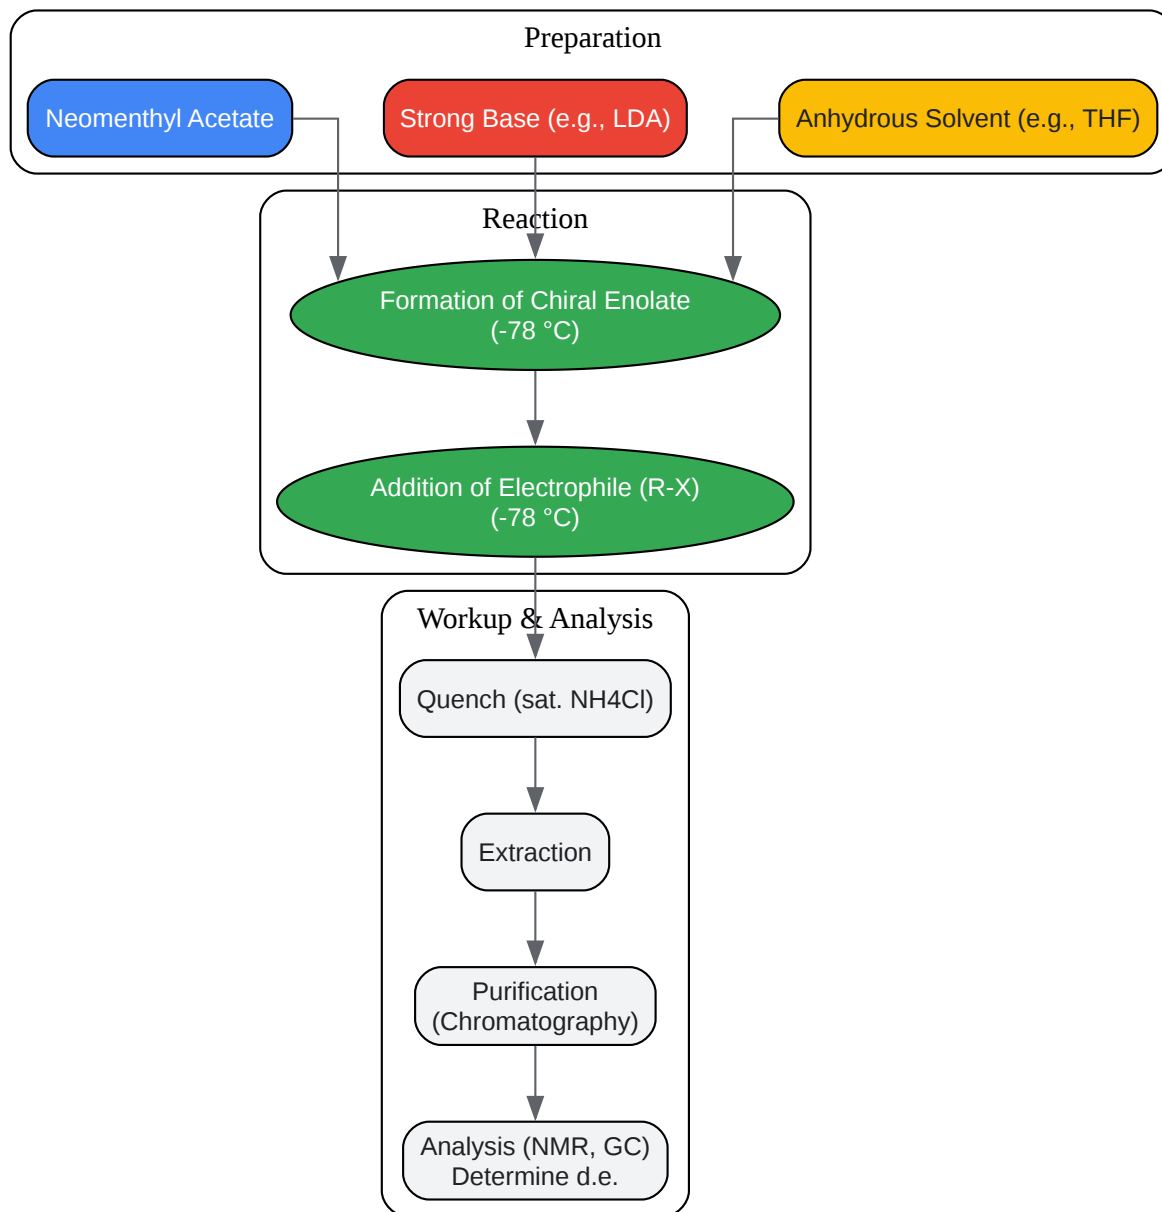 Preparation
Neomenthyl Acetate
Strong Base (e.g., LDA)
Anhydrous Solvent (e.g., THF)
Reaction
Formation of Chiral Enolate
(-78 °C)
Addition of Electrophile (R-X)
(-78 °C)
Workup & Analysis
Quench (sat. NH4Cl)
Extraction
Purification
(Chromatography)
Analysis (NMR, GC)
Determine d.e.